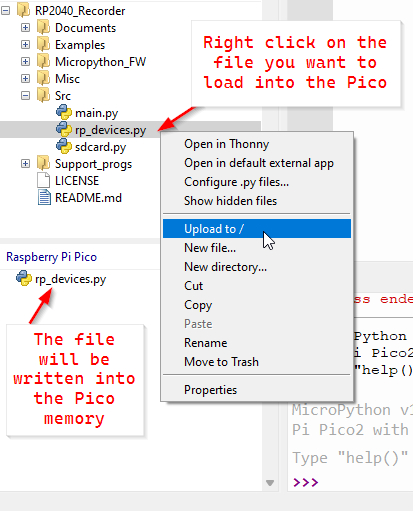 RP2040_Recorder
Documents
Examples
Micropython_FW
Misc
Src
main.py
rp_devices.py
sdcard.py
Support_progs
LICENSE
README.md
Right click on the
file you want to
load into the Pico
Open in Thonny
Open in default external app
Configure .py files...
Show hidden files
Upload to /
New file...
New directory...
Cut
Copy
Paste
Rename
Move to Trash
Properties
Raspberry Pi Pico
rp_devices.py
The file
will be
written into
the Pico
memory
ss ende
Python
i Pico2
"help()
MicroPython v1
Pi Pico2 with
Type "help()"
>>>